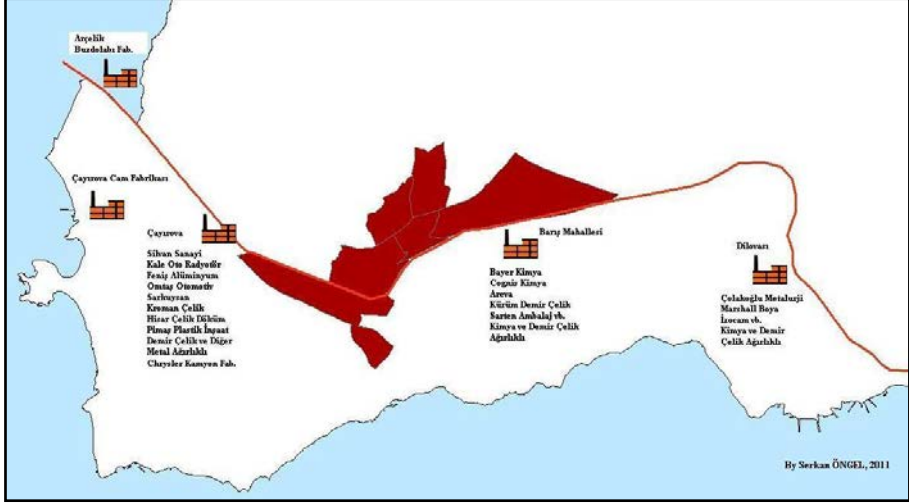 Arçelik
Buzdolabı Fab.
Çayırova Cam Fabrikası
Çayırova
Silvan Sanayi
Kale Oto Radyotör
Feniş Alüminyum
Omtaş Otomotiv
Sarkuysan
Kroman Çelik
Hisar Çelik Döküm
Pimaş Plastik İnşaat
Demir Çelik ve Diğer
Metal Ağırlıklı
Chrysler Kamyon Fab.
Barış Mahallesi
Bayer Kimya
Cognis Kimya
Areva
Kürüm Demir Çelik
Sarten Ambalaj vb.
Kimya ve Demir Çelik
Ağırlıklı
Dilovası
Çolakoğlu Metalurji
Marshall Boya
İzocam vb.
Kimya ve Demir
Çelik Ağırlıklı
By Serkan ÖNGEL, 2011